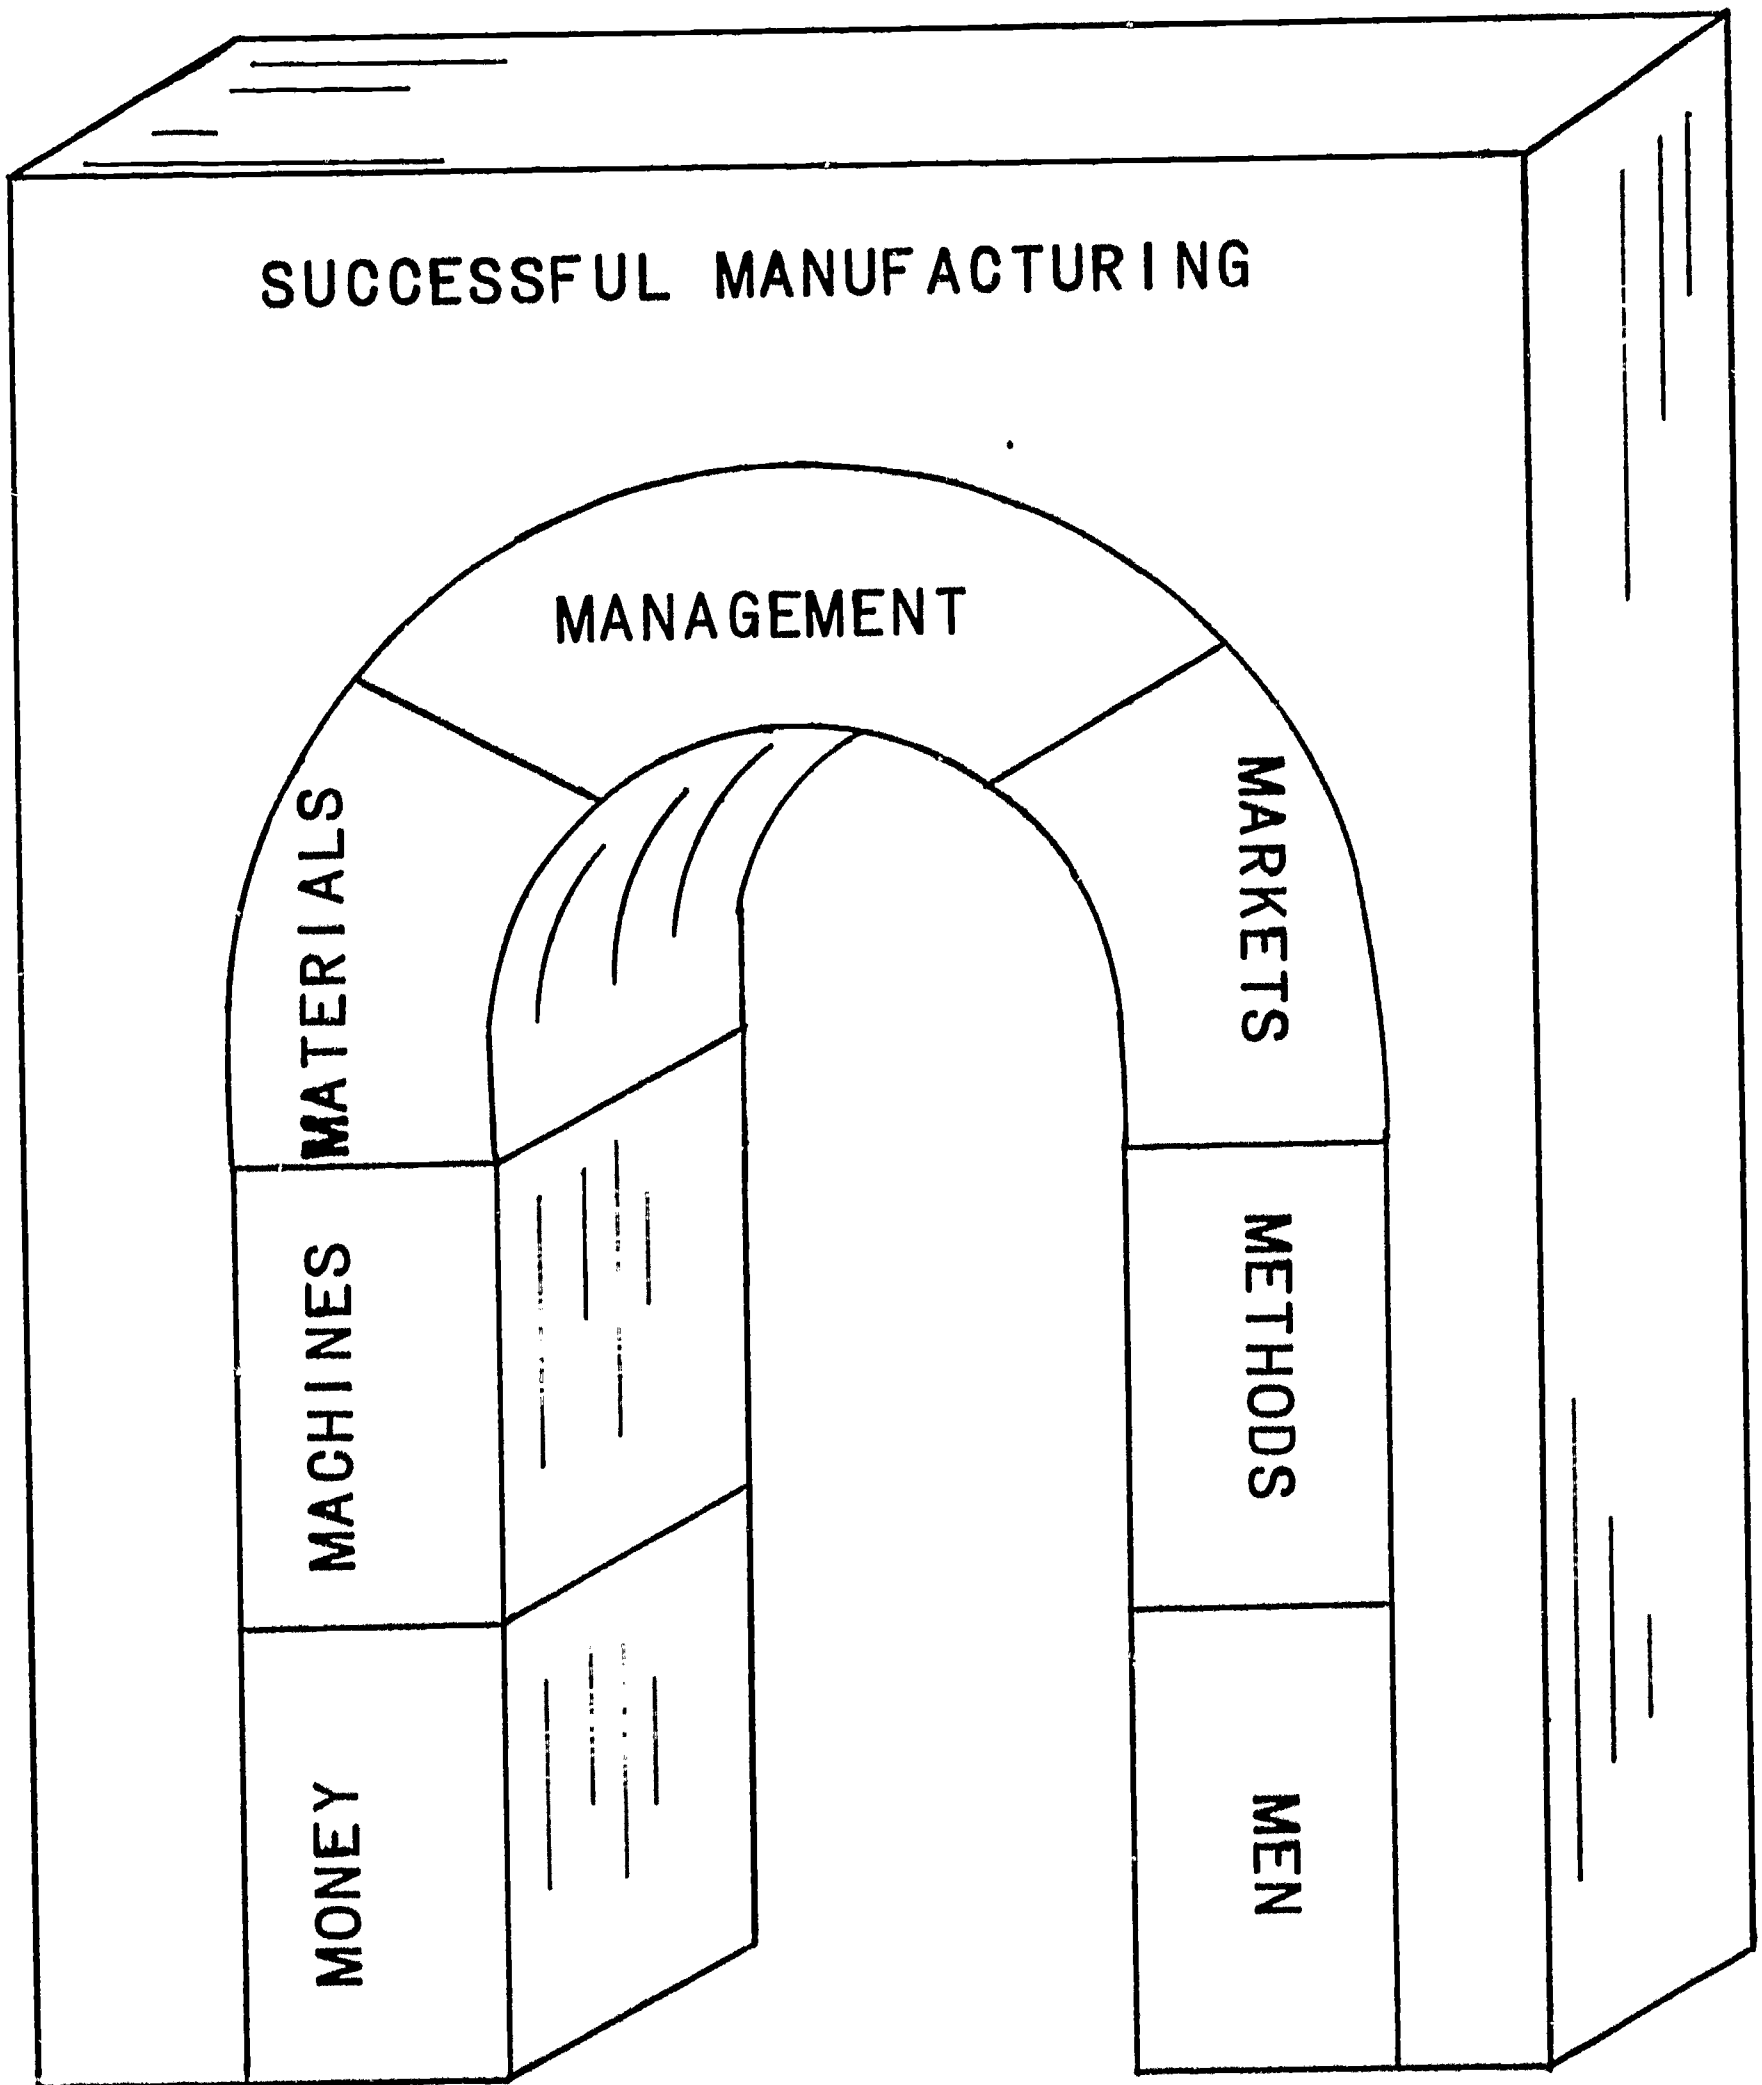 SUCCESSFUL MANUFACTURING
MANAGEMENT
MATERIALS
MARKETS
MACHINES
METHODS
MONEY
MEN